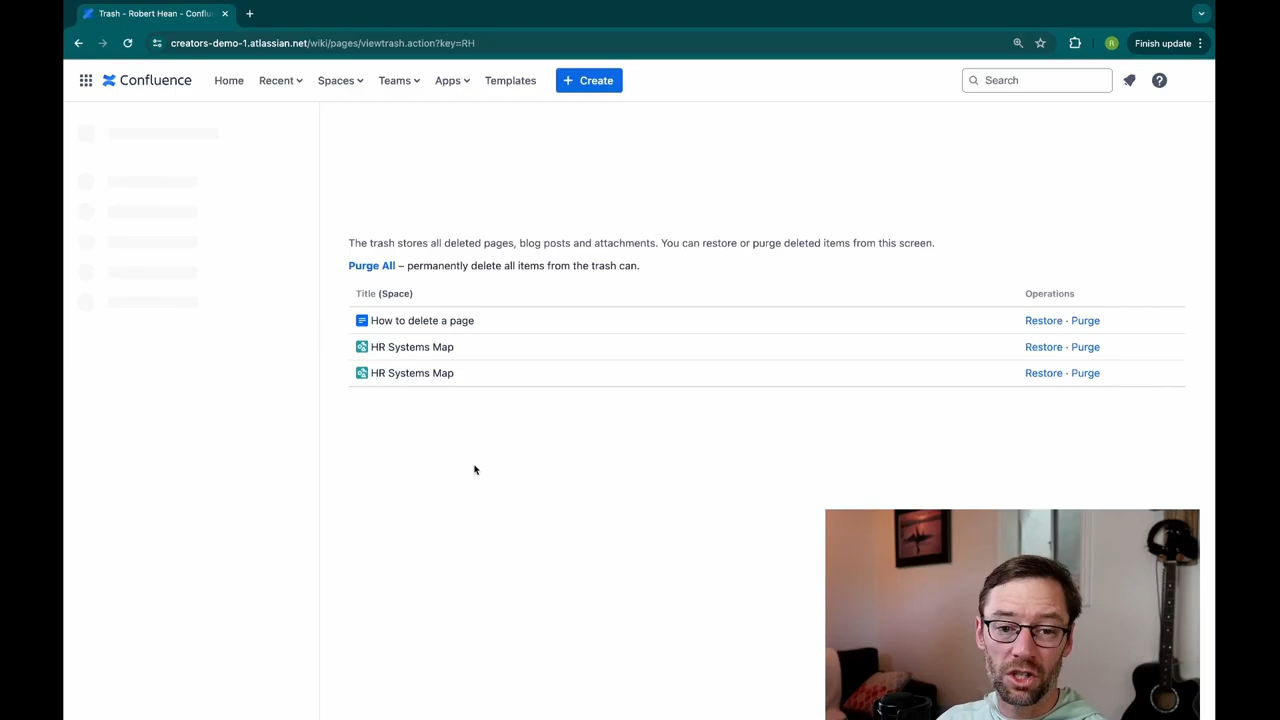 Trash - Robert Hean - Conflu
creators-demo-1.atlassian.net/wiki/pages/viewtrash.action?key=RH
R
Finish update
Confluence
Home
Recent
Spaces
Teams
Apps
Templates
+ Create
Search
?
The trash stores all deleted pages, blog posts and attachments. You can restore or purge deleted items from this screen.
Purge All – permanently delete all items from the trash can.
Title (Space)
Operations
How to delete a page
Restore · Purge
HR Systems Map
Restore · Purge
HR Systems Map
Restore · Purge